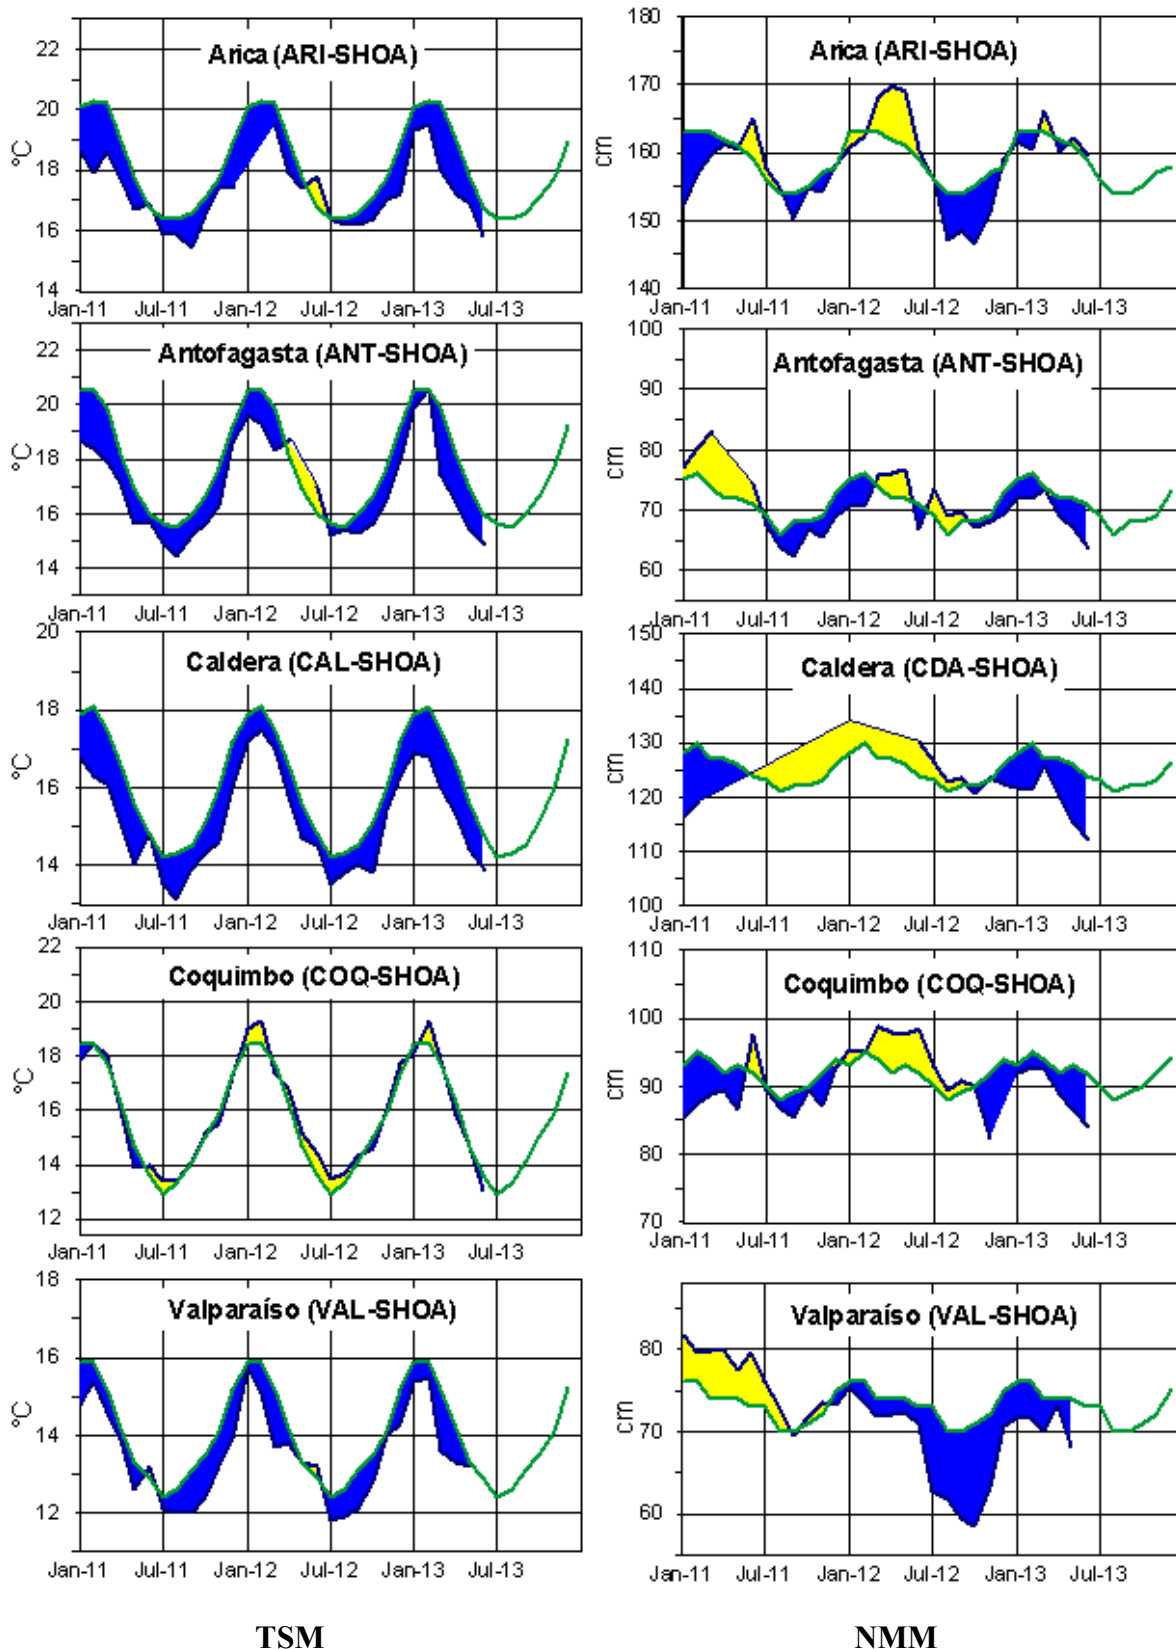 Arica (ARI-SHOA)
22
20
18
16
14
°C
Jan-11 Jul-11 Jan-12 Jul-12 Jan-13 Jul-13
Arica (ARI-SHOA)
180
170
160
150
140
cm
Jan-11 Jul-11 Jan-12 Jul-12 Jan-13 Jul-13
Antofagasta (ANT-SHOA)
22
20
18
16
14
°C
Jan-11 Jul-11 Jan-12 Jul-12 Jan-13 Jul-13
Antofagasta (ANT-SHOA)
100
90
80
70
60
cm
Jan-11 Jul-11 Jan-12 Jul-12 Jan-13 Jul-13
Caldera (CAL-SHOA)
20
18
16
14
°C
Jan-11 Jul-11 Jan-12 Jul-12 Jan-13 Jul-13
Caldera (CDA-SHOA)
150
140
130
120
110
100
cm
Jan-11 Jul-11 Jan-12 Jul-12 Jan-13 Jul-13
Coquimbo (COQ-SHOA)
22
20
18
16
14
12
°C
Jan-11 Jul-11 Jan-12 Jul-12 Jan-13 Jul-13
Coquimbo (COQ-SHOA)
110
100
90
80
70
cm
Jan-11 Jul-11 Jan-12 Jul-12 Jan-13 Jul-13
Valparaíso (VAL-SHOA)
18
16
14
12
°C
Jan-11 Jul-11 Jan-12 Jul-12 Jan-13 Jul-13
Valparaíso (VAL-SHOA)
80
70
60
cm
Jan-11 Jul-11 Jan-12 Jul-12 Jan-13 Jul-13
TSM
NMM